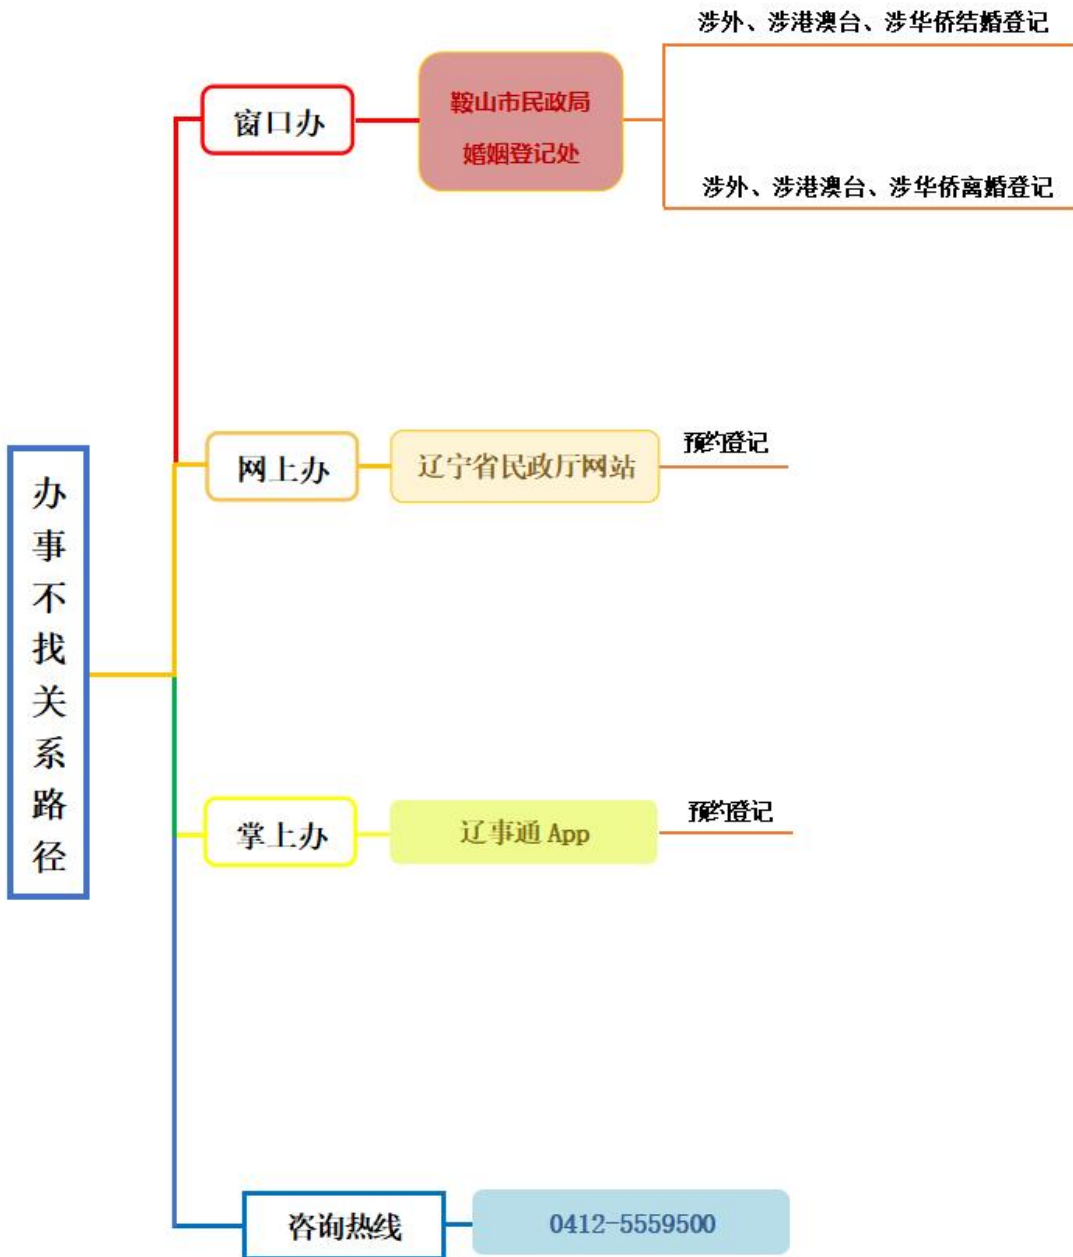 涉外、涉港澳台、涉华侨结婚登记
窗口办
鞍山市民政局
婚姻登记处
涉外、涉港澳台、涉华侨离婚登记
办事不找关系路径
网上办
辽宁省民政厅网站
预约登记
掌上办
辽事通 App
预约登记
咨询热线
0412-5559500